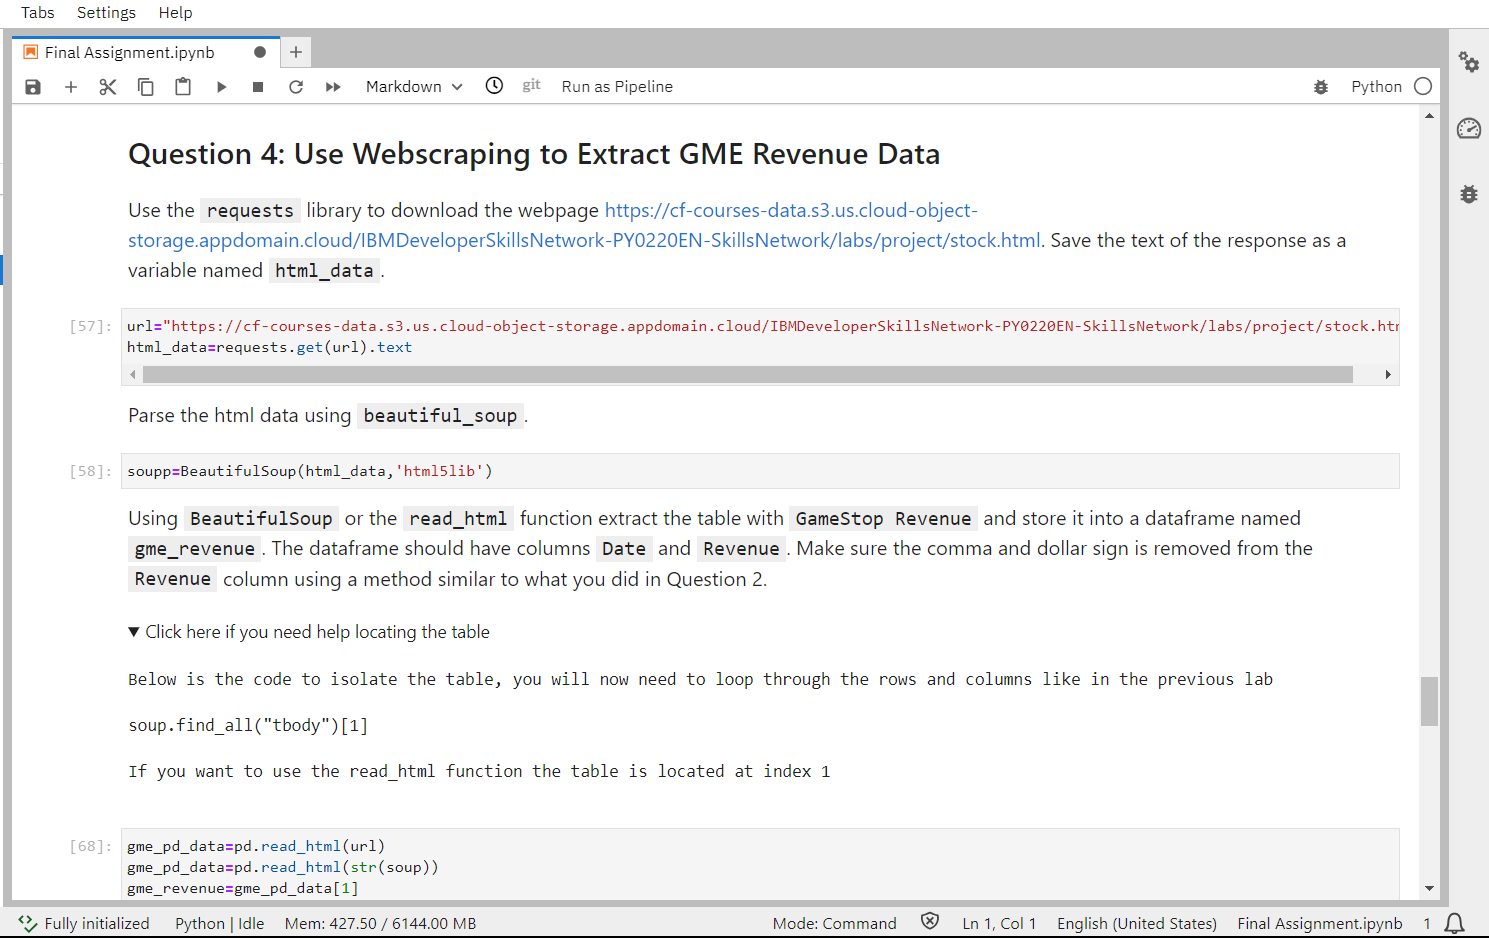 Tabs Settings Help
Final Assignment.ipynb
Markdown git Run as Pipeline Python
Question 4: Use Webscraping to Extract GME Revenue Data
Use the requests library to download the webpage https://cf-courses-data.s3.us.cloud-object-
storage.appdomain.cloud/IBMDeveloperSkillsNetwork-PY0220EN-SkillsNetwork/labs/project/stock.html. Save the text of the response as a
variable named html_data.
[57]: url="https://cf-courses-data.s3.us.cloud-object-storage.appdomain.cloud/IBMDeveloperSkillsNetwork-PY0220EN-SkillsNetwork/labs/project/stock.htm
html_data=requests.get(url).text
Parse the html data using beautiful_soup.
[58]: soupp=BeautifulSoup(html_data,'html5lib')
Using BeautifulSoup or the read_html function extract the table with GameStop Revenue and store it into a dataframe named
gme_revenue. The dataframe should have columns Date and Revenue. Make sure the comma and dollar sign is removed from the
Revenue column using a method similar to what you did in Question 2.
▼ Click here if you need help locating the table
Below is the code to isolate the table, you will now need to loop through the rows and columns like in the previous lab
soup.find_all("tbody")[1]
If you want to use the read_html function the table is located at index 1
[68]: gme_pd_data=pd.read_html(url)
gme_pd_data=pd.read_html(str(soup))
gme_revenue=gme_pd_data[1]
Fully initialized Python | Idle Mem: 427.50 / 6144.00 MB Mode: Command Ln 1, Col 1 English (United States) Final Assignment.ipynb 1